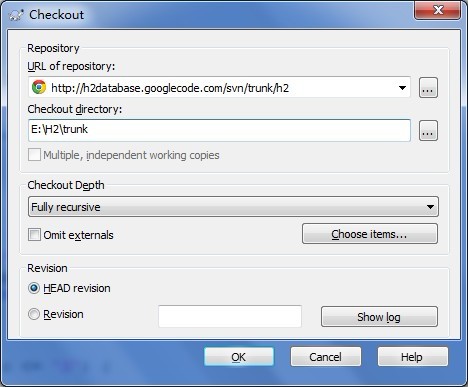 Checkout
Repository
URL of repository:
http://h2database.googlecode.com/svn/trunk/h2
...
Checkout directory:
E:\H2\trunk
...
Multiple, independent working copies
Checkout Depth
Fully recursive
Omit externals
Choose items...
Revision
HEAD revision
Revision
Show log
OK
Cancel
Help